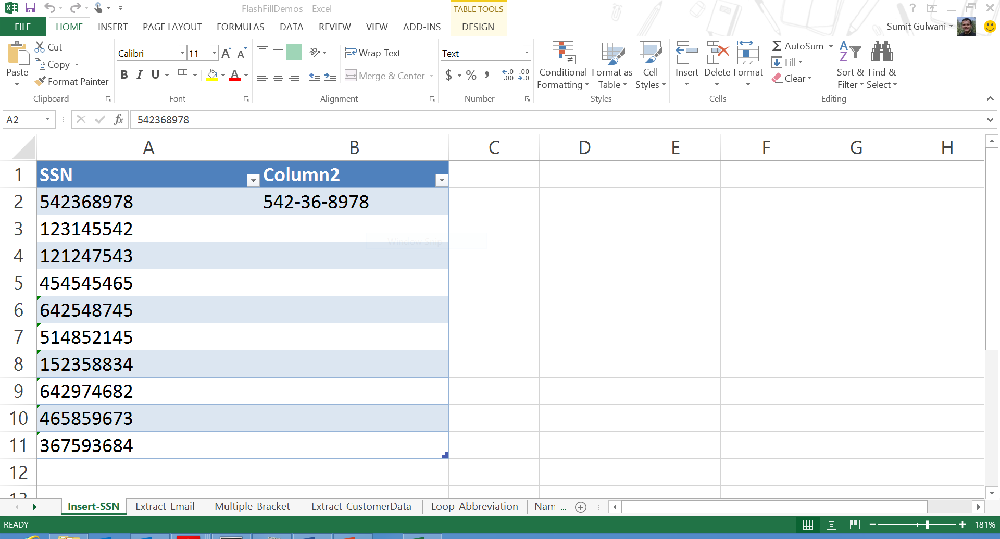 FlashFillDemos - Excel
TABLE TOOLS
?
FILE
HOME
INSERT
PAGE LAYOUT
FORMULAS
DATA
REVIEW
VIEW
ADD-INS
DESIGN
Sumit Gulwani
Paste
Cut
Copy
Format Painter
Clipboard
Calibri
11
B I U
Font
Wrap Text
Merge & Center
Alignment
Text
$ % ,
Number
Conditional Formatting
Format as Table
Cell Styles
Styles
Insert
Delete
Format
Cells
AutoSum
Fill
Clear
Sort & Filter
Find & Select
Editing
A2
fx
542368978
A B C D E F G H
1 SSN Column2
2 542368978 542-36-8978
3 123145542
Window Snip
4 121247543
5 454545465
6 642548745
7 514852145
8 152358834
9 642974682
10 465859673
11 367593684
12
13
Insert-SSN
Extract-Email
Multiple-Bracket
Extract-CustomerData
Loop-Abbreviation
Nam ...
READY
181%